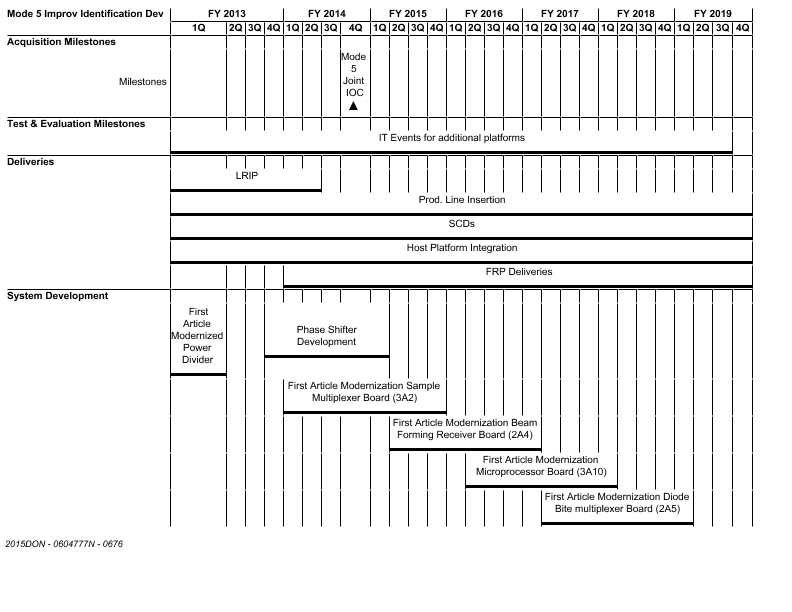 Mode 5 Improv Identification Dev FY 2013 FY 2014 FY 2015 FY 2016 FY 2017 FY 2018 FY 2019
1Q 2Q 3Q 4Q 1Q 2Q 3Q 4Q 1Q 2Q 3Q 4Q 1Q 2Q 3Q 4Q 1Q 2Q 3Q 4Q 1Q 2Q 3Q 4Q 1Q 2Q 3Q 4Q
Acquisition Milestones
Milestones
Mode
5
Joint
IOC
Test & Evaluation Milestones
IT Events for additional platforms
Deliveries
LRIP
Prod. Line Insertion
SCDs
Host Platform Integration
FRP Deliveries
System Development
First
Article
Modernized
Power
Divider
Phase Shifter
Development
First Article Modernization Sample
Multiplexer Board (3A2)
First Article Modernization Beam
Forming Receiver Board (2A4)
First Article Modernization
Microprocessor Board (3A10)
First Article Modernization Diode
Bite multiplexer Board (2A5)
2015DON - 0604777N - 0676